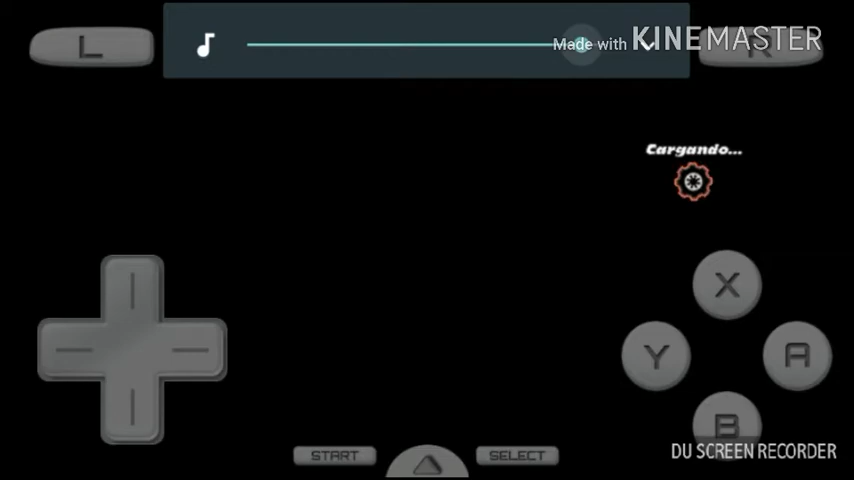 L
Made with KINEMASTER
R
Cargando...
X
Y
A
B
START
SELECT
DU SCREEN RECORDER